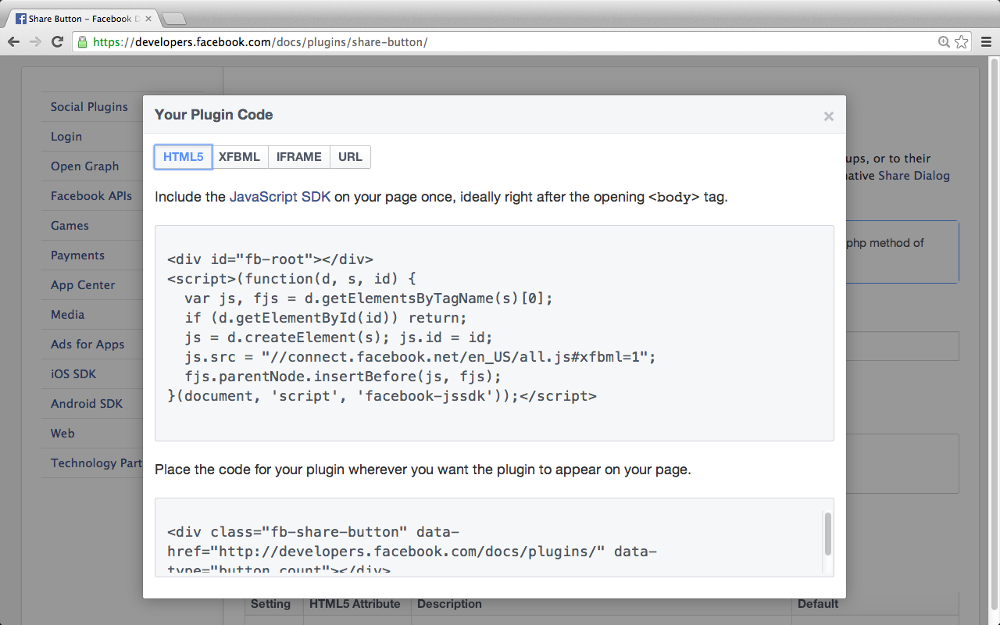 Share Button – Facebook D
https://developers.facebook.com/docs/plugins/share-button/
Social Plugins
Login
Open Graph
Facebook APIs
Games
Payments
App Center
Media
Ads for Apps
iOS SDK
Android SDK
Web
Technology Part
Your Plugin Code
×
HTML5 XFBML IFRAME URL
Include the JavaScript SDK on your page once, ideally right after the opening <body> tag.
<div id="fb-root"></div>
<script>(function(d, s, id) {
  var js, fjs = d.getElementsByTagName(s)[0];
  if (d.getElementById(id)) return;
  js = d.createElement(s); js.id = id;
  js.src = "//connect.facebook.net/en_US/all.js#xfbml=1";
  fjs.parentNode.insertBefore(js, fjs);
}(document, 'script', 'facebook-jssdk'));</script>
Place the code for your plugin wherever you want the plugin to appear on your page.
<div class="fb-share-button" data-
href="http://developers.facebook.com/docs/plugins/" data-
type="button_count"></div>
ups, or to their
ative Share Dialog
php method of
Setting HTML5 Attribute Description Default